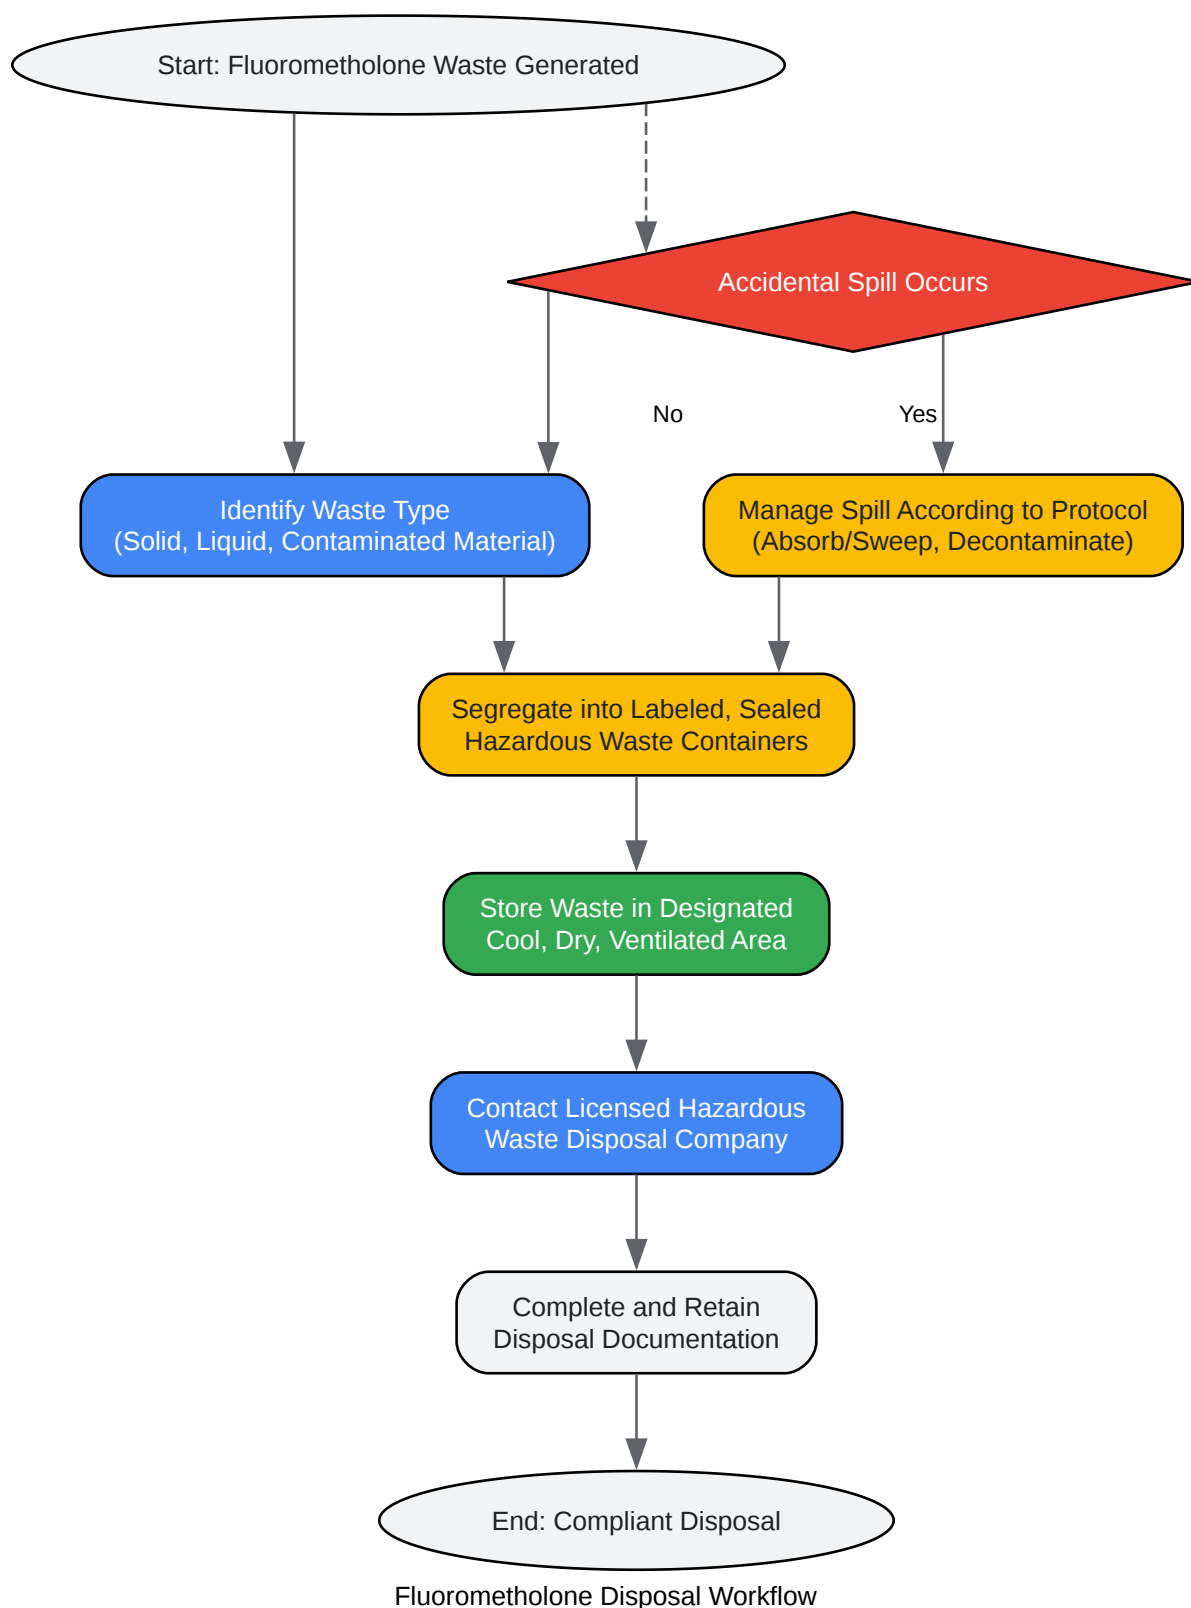 Start: Fluorometholone Waste Generated
Accidental Spill Occurs
No
Yes
Identify Waste Type
(Solid, Liquid, Contaminated Material)
Manage Spill According to Protocol
(Absorb/Sweep, Decontaminate)
Segregate into Labeled, Sealed
Hazardous Waste Containers
Store Waste in Designated
Cool, Dry, Ventilated Area
Contact Licensed Hazardous
Waste Disposal Company
Complete and Retain
Disposal Documentation
End: Compliant Disposal
Fluorometholone Disposal Workflow